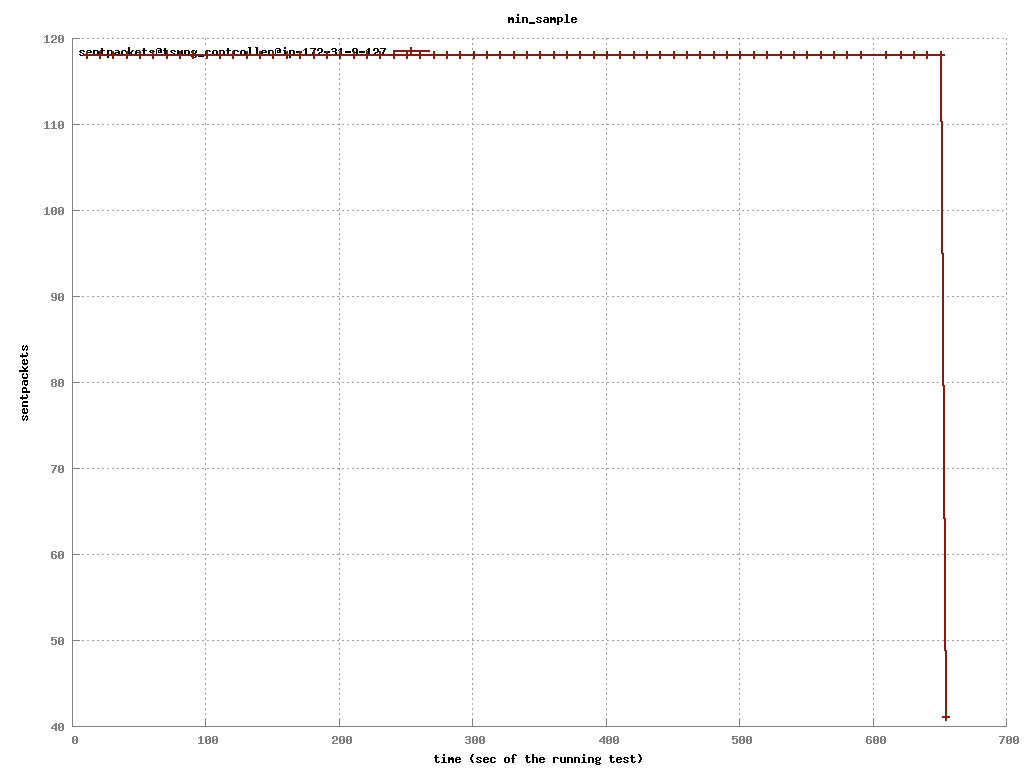 min_sample
sentpackets@tsung_controller@ip-172-31-9-127
120
110
100
90
80
70
60
50
40
sentpackets
0 100 200 300 400 500 600 700
time (sec of the running test)